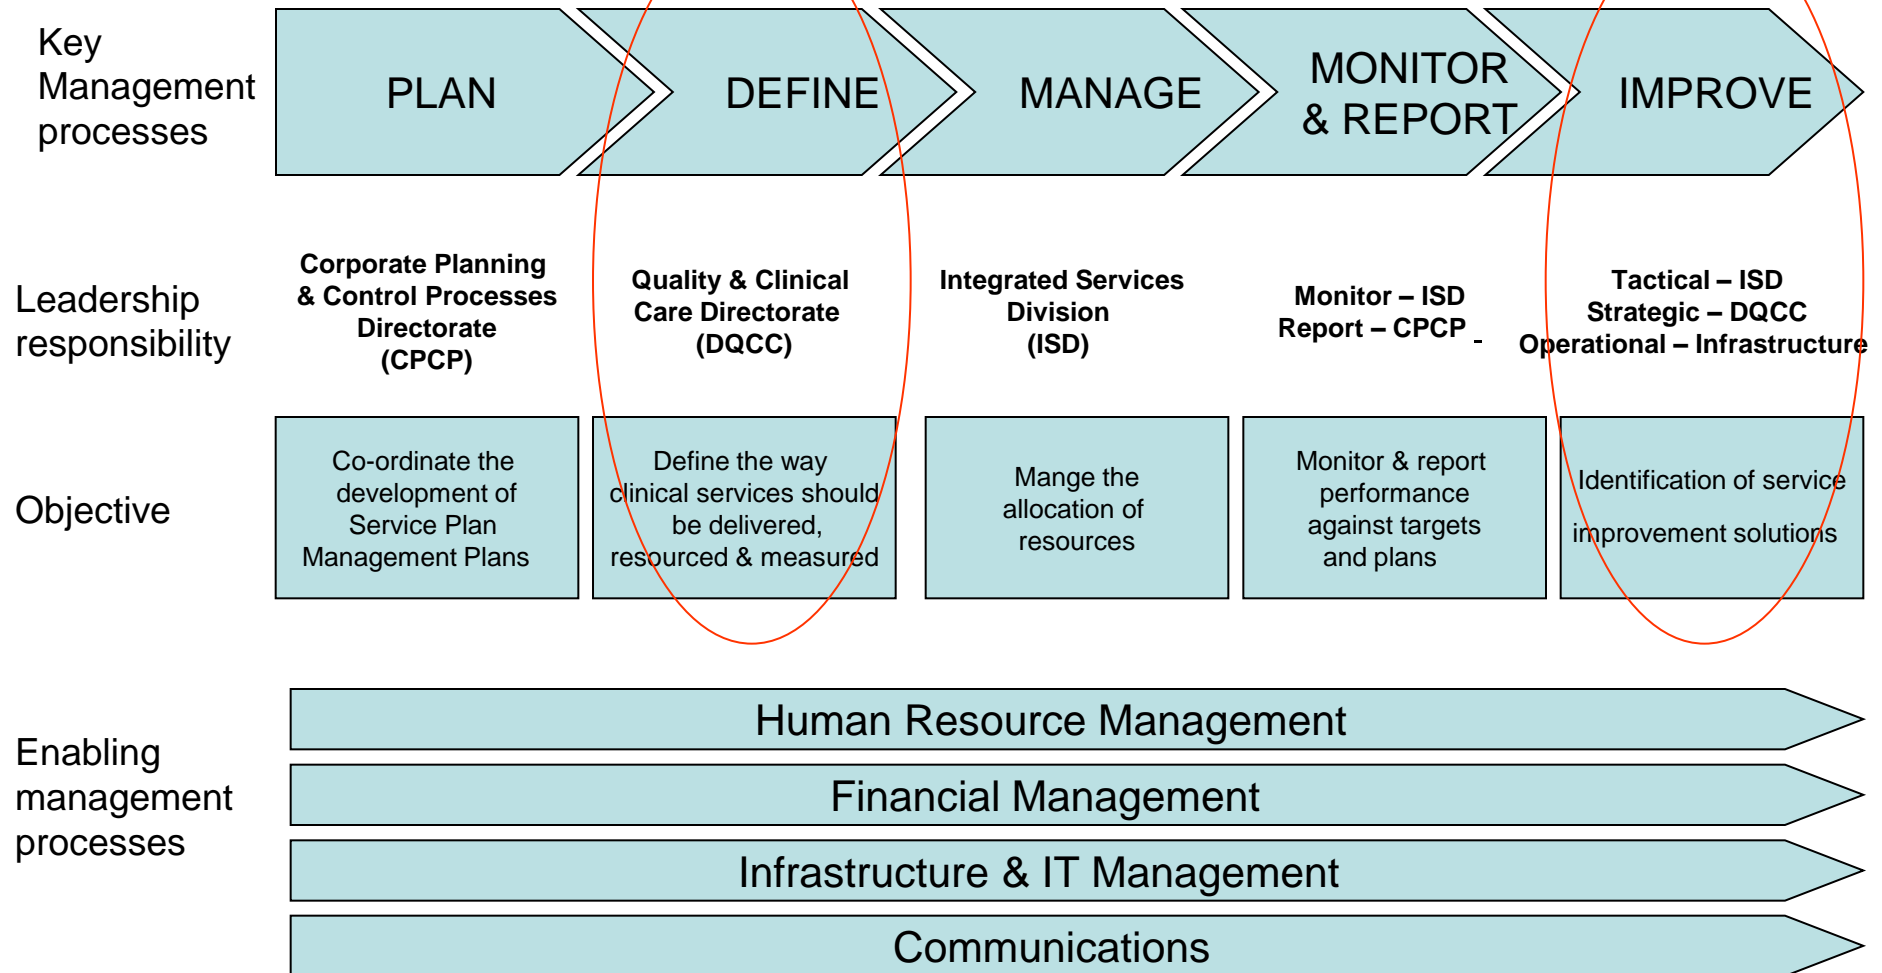 Key
Management
processes
PLAN
DEFINE
MANAGE
MONITOR
& REPORT
IMPROVE
Leadership
responsibility
Corporate Planning
& Control Processes
Directorate
(CPCP)
Quality & Clinical
Care Directorate
(DQCC)
Integrated Services
Division
(ISD)
Monitor – ISD
Report – CPCP
Tactical – ISD
Strategic – DQCC
Operational – Infrastructure
Objective
Co-ordinate the
development of
Service Plan
Management Plans
Define the way
clinical services should
be delivered,
resourced & measured
Mange the
allocation of
resources
Monitor & report
performance
against targets
and plans
Identification of service
improvement solutions
Enabling
management
processes
Human Resource Management
Financial Management
Infrastructure & IT Management
Communications